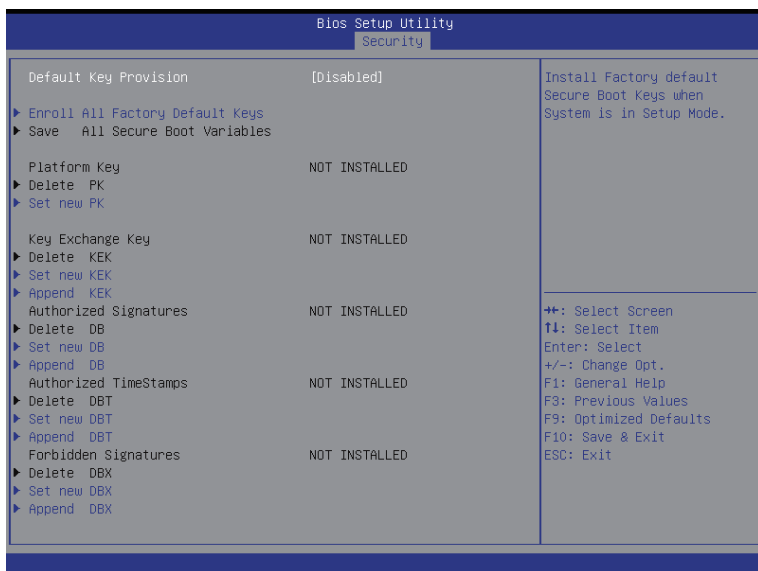 Bios Setup Utility
Security
Default Key Provision [Disabled]
Enroll All Factory Default Keys
Save All Secure Boot Variables
Platform Key NOT INSTALLED
Delete PK
Set new PK
Key Exchange Key NOT INSTALLED
Delete KEK
Set new KEK
Append KEK
Authorized Signatures NOT INSTALLED
Delete DB
Set new DB
Append DB
Authorized TimeStamps NOT INSTALLED
Delete DBT
Set new DBT
Append DBT
Forbidden Signatures NOT INSTALLED
Delete DBX
Set new DBX
Append DBX
Install Factory default
Secure Boot Keys when
System is in Setup Mode.
→←: Select Screen
↑↓: Select Item
Enter: Select
+/-: Change Opt.
F1: General Help
F3: Previous Values
F9: Optimized Defaults
F10: Save & Exit
ESC: Exit